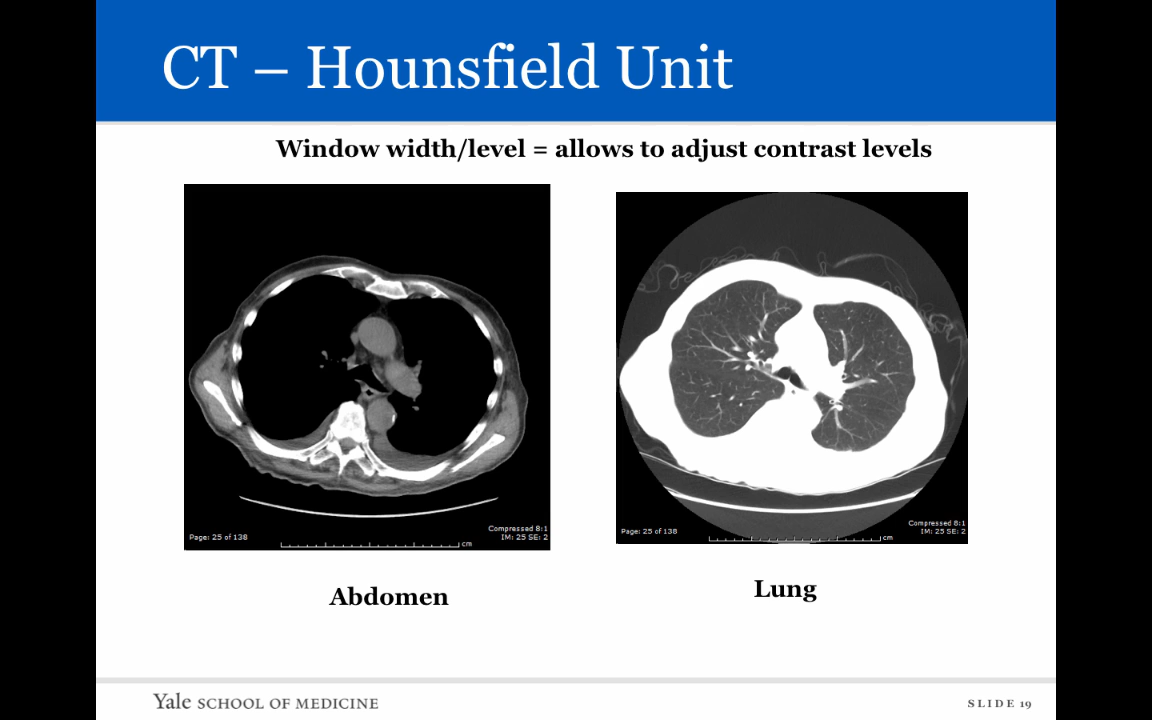 CT – Hounsfield Unit
Window width/level = allows to adjust contrast levels
Page: 25 of 138
cm
Compressed 8:1
IM: 25 SE: 2
Page: 25 of 138
cm
Compressed 8:1
IM: 25 SE: 2
Abdomen
Lung
Yale SCHOOL OF MEDICINE
SLIDE 19